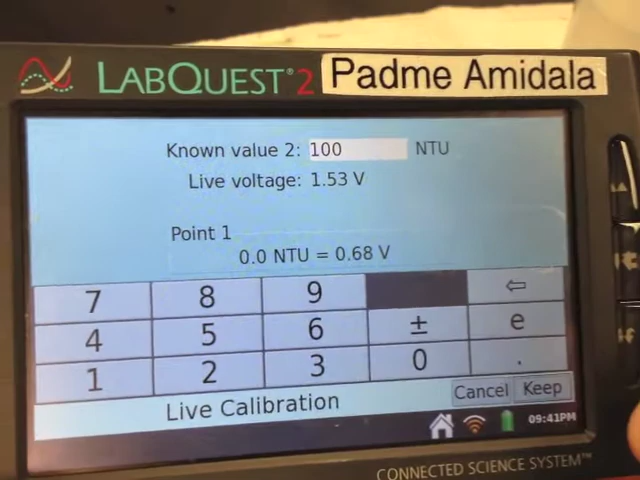 LABQUEST® 2 Padme Amidala
Known value 2: 100 NTU
Live voltage: 1.53 V
Point 1
0.0 NTU = 0.68 V
7 8 9 ⇦
4 5 6 ± e
1 2 3 0 .
Cancel Keep
Live Calibration
09:41PM
CONNECTED SCIENCE SYSTEM™